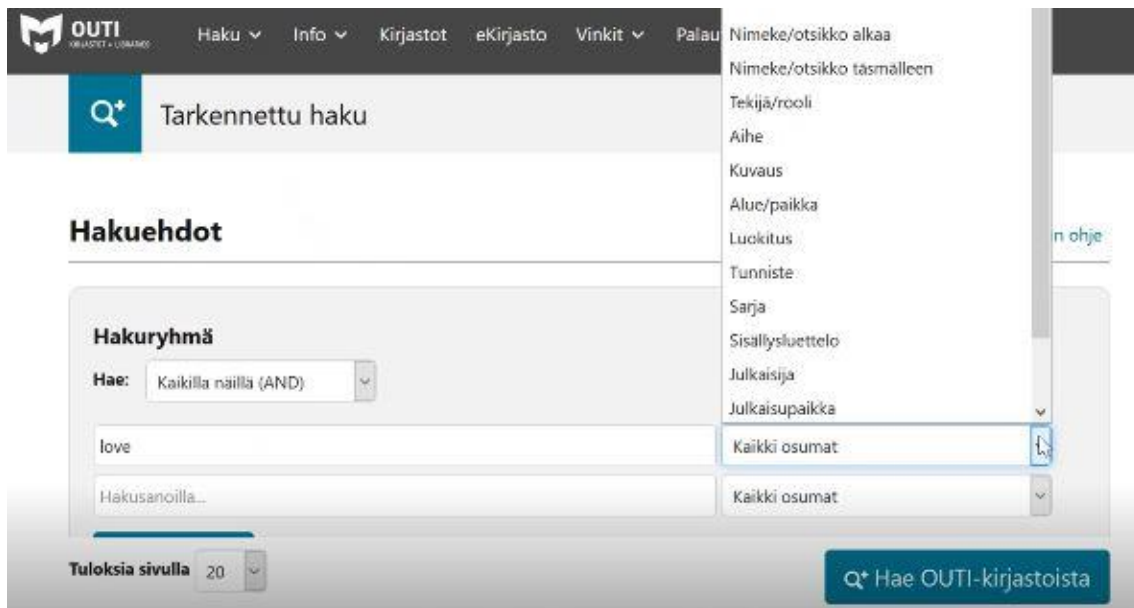 OUTI
Haku Info Kirjastot eKirjasto Vinkit Palau
Nimeke/otsikko alkaa
Nimeke/otsikko täsmälleen
Tekijä/rooli
Aihe
Kuvaus
Alue/paikka
Luokitus
Tunniste
Sarja
Sisällysluettelo
Julkaisija
Julkaisupaikka
Tarkennettu haku
Hakuehdot
n ohje
Hakuryhmä
Hae: Kaikilla näillä (AND)
love Kaikki osumat
Hakusanoilla... Kaikki osumat
Tuloksia sivulla 20
Hae OUTI-kirjastoista